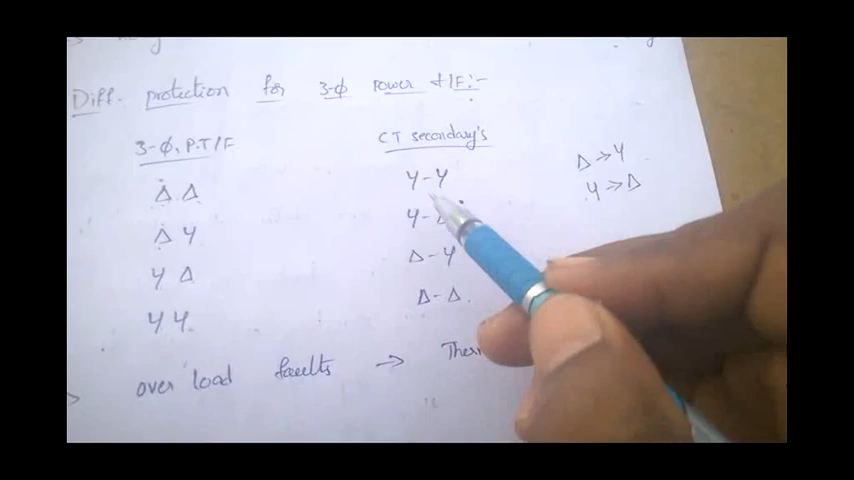 Diff. protection for 3-ϕ Power t/F:-
3-ϕ, P.T/F CT secondary's
Δ Δ Y-Y Δ→Y
Δ Y Y-Δ Y→Δ
Y Δ Δ-Y
Y Y Δ-Δ
over load faults →